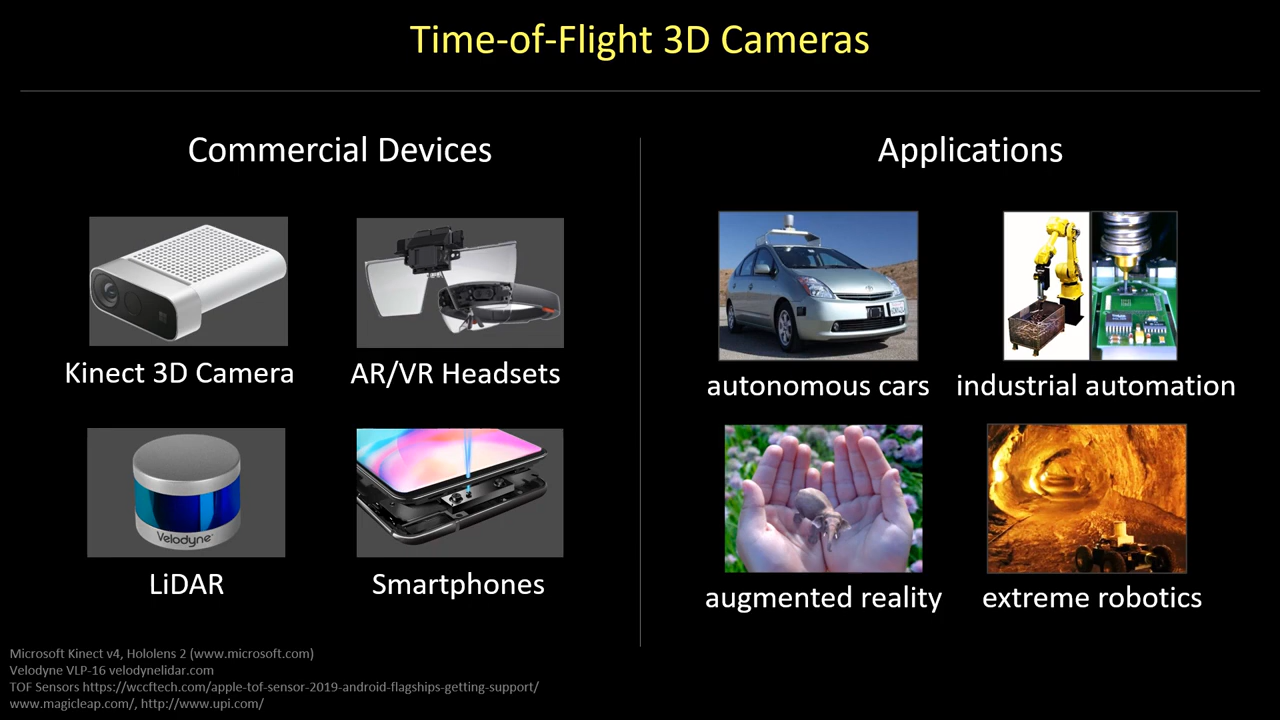 Time-of-Flight 3D Cameras
Commercial Devices
Kinect 3D Camera
AR/VR Headsets
Velodyne
LiDAR
Smartphones
Applications
autonomous cars
industrial automation
augmented reality
extreme robotics
Microsoft Kinect v4, Hololens 2 (www.microsoft.com)
Velodyne VLP-16 velodynelidar.com
TOF Sensors https://wccftech.com/apple-tof-sensor-2019-android-flagships-getting-support/
www.magicleap.com/, http://www.upi.com/